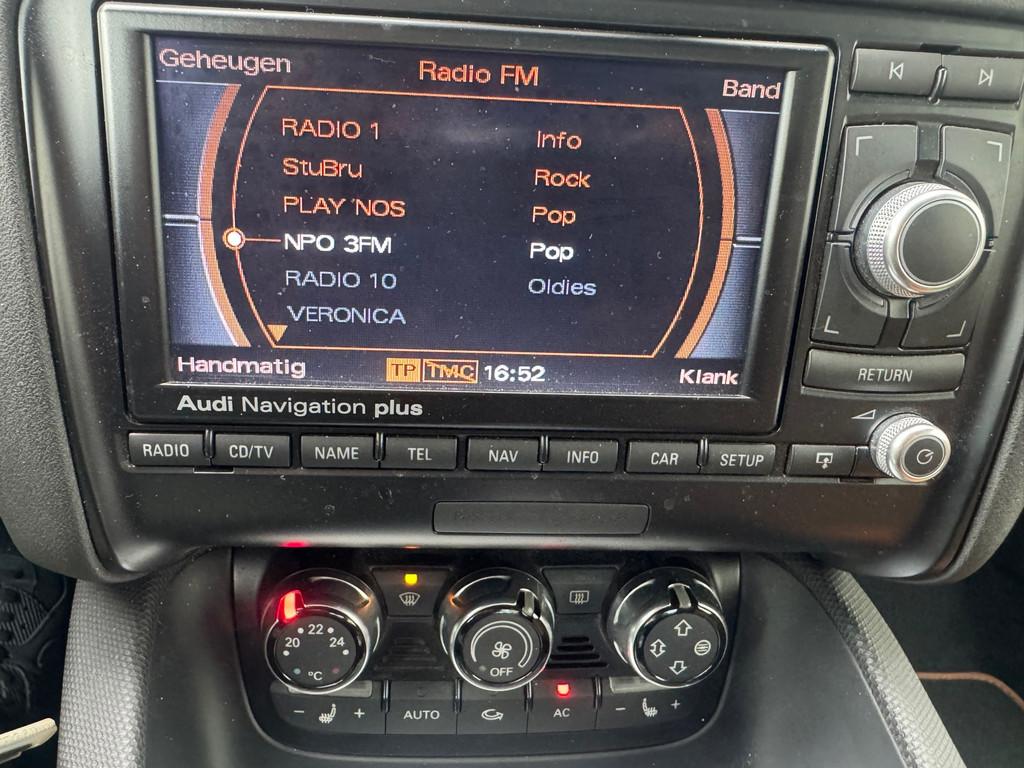 Geheugen Radio FM Band
RADIO 1 Info
StuBru Rock
PLAY NOS Pop
NPO 3FM Pop
RADIO 10 Oldies
VERONICA
Handmatig TP TMC 16:52 Klank
RETURN
Audi Navigation plus
RADIO CD/TV NAME TEL NAV INFO CAR SETUP
20 22 24
°C
OFF
- + AUTO AC - +